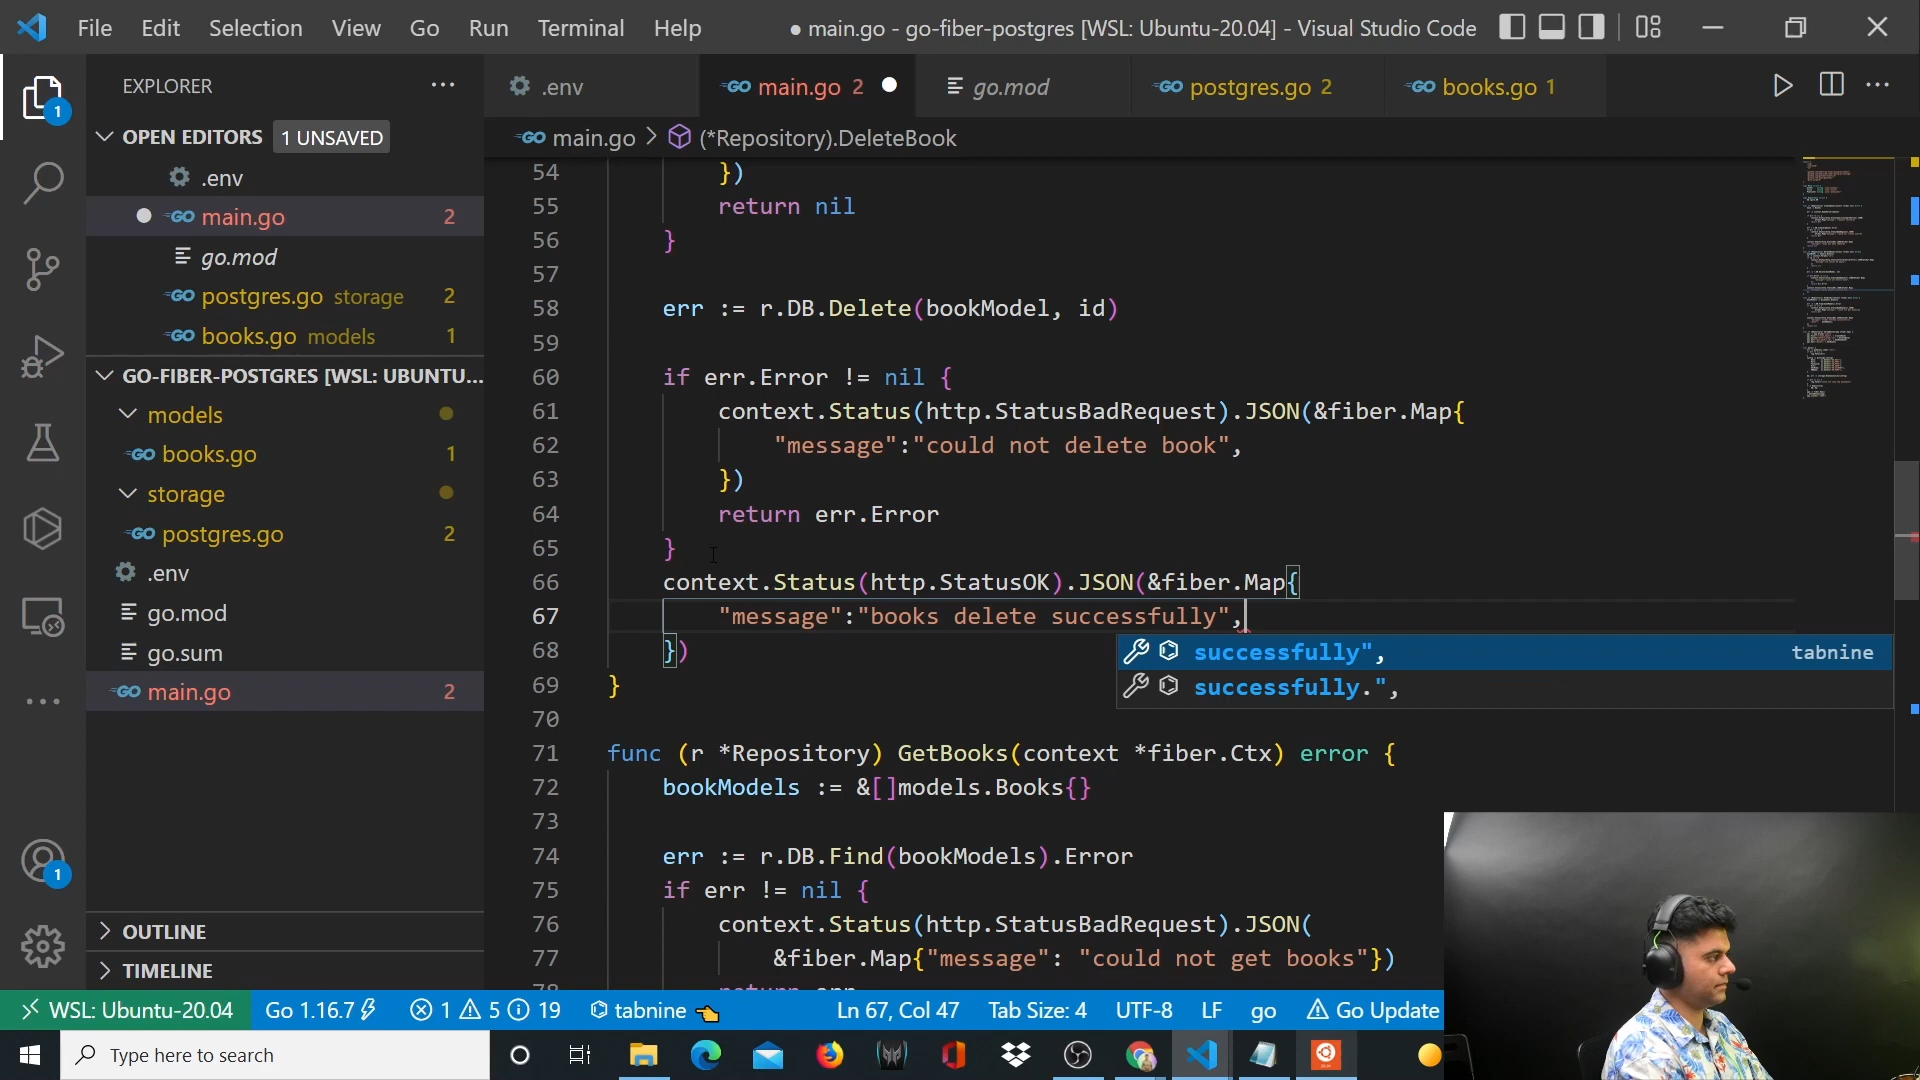 File Edit Selection View Go Run Terminal Help
● main.go - go-fiber-postgres [WSL: Ubuntu-20.04] - Visual Studio Code
EXPLORER
.env
main.go 2
go.mod
postgres.go 2
books.go 1
OPEN EDITORS 1 UNSAVED
.env
main.go 2
go.mod
postgres.go storage 2
books.go models 1
GO-FIBER-POSTGRES [WSL: UBUNTU...
models
books.go 1
storage
postgres.go 2
.env
go.mod
go.sum
main.go 2
OUTLINE
TIMELINE
main.go > (*Repository).DeleteBook
54 })
55 return nil
56 }
57
58 err := r.DB.Delete(bookModel, id)
59
60 if err.Error != nil {
61 context.Status(http.StatusBadRequest).JSON(&fiber.Map{
62 "message":"could not delete book",
63 })
64 return err.Error
65 }
66 context.Status(http.StatusOK).JSON(&fiber.Map{
67 "message":"books delete successfully",
68 })
successfully", tabnine
successfully.",
69 }
70
71 func (r *Repository) GetBooks(context *fiber.Ctx) error {
72 bookModels := &[]models.Books{}
73
74 err := r.DB.Find(bookModels).Error
75 if err != nil {
76 context.Status(http.StatusBadRequest).JSON(
77 &fiber.Map{"message": "could not get books"})
78 return err
1
1
WSL: Ubuntu-20.04 Go 1.16.7 1 5 19 tabnine Ln 67, Col 47 Tab Size: 4 UTF-8 LF go Go Update
Type here to search